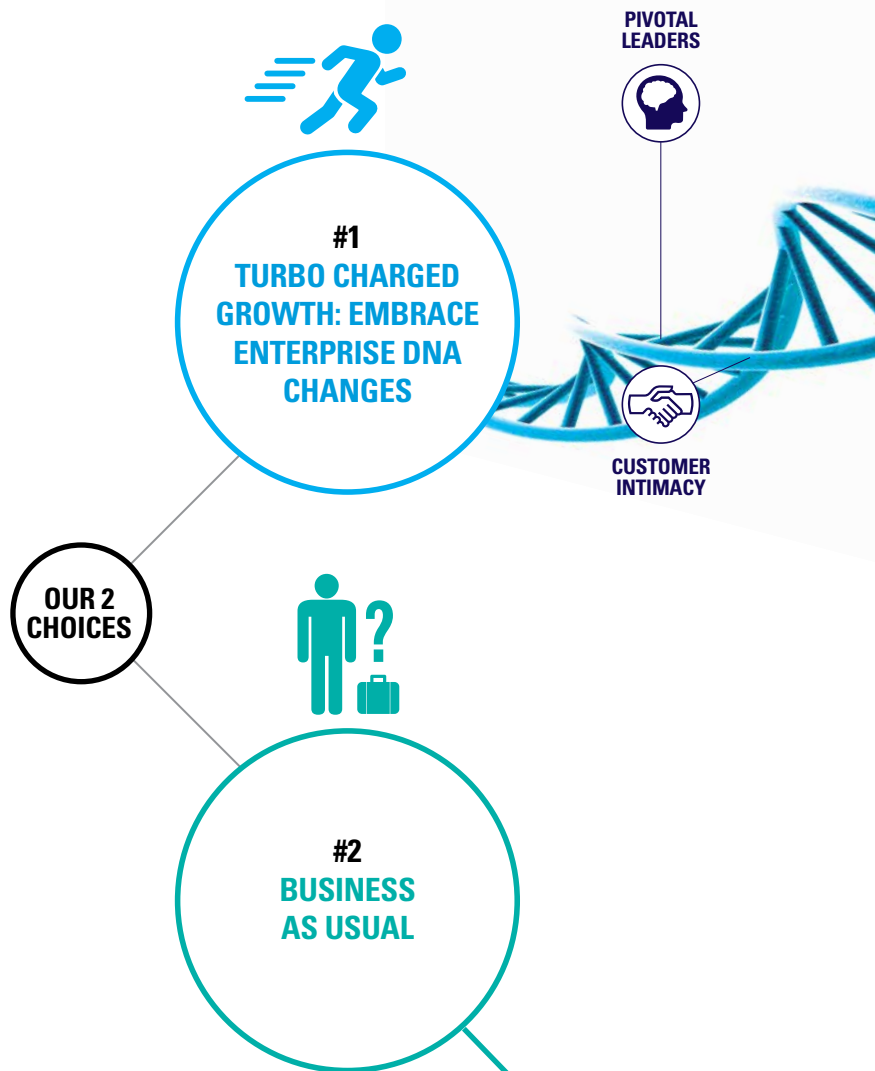 PIVOTAL
LEADERS
#1
TURBO CHARGED
GROWTH: EMBRACE
ENTERPRISE DNA
CHANGES
CUSTOMER
INTIMACY
OUR 2
CHOICES
?
#2
BUSINESS
AS USUAL